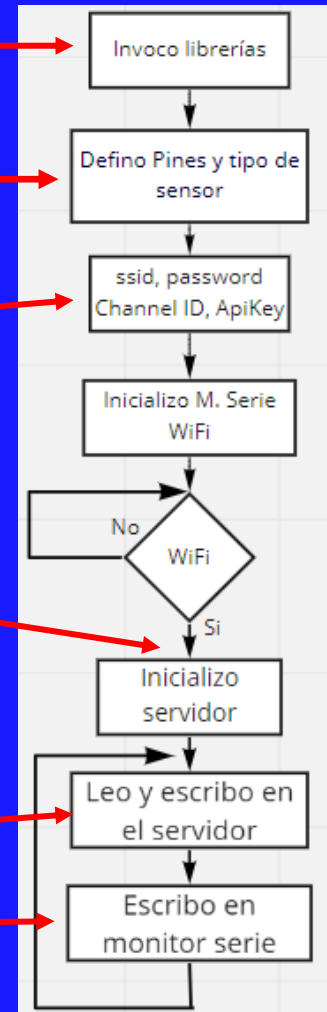 Invoco librerías
Defino Pines y tipo de
sensor
ssid, password
Channel ID, ApiKey
Inicializo M. Serie
WiFi
No
WiFi
Si
Inicializo
servidor
Leo y escribo en
el servidor
Escribo en
monitor serie